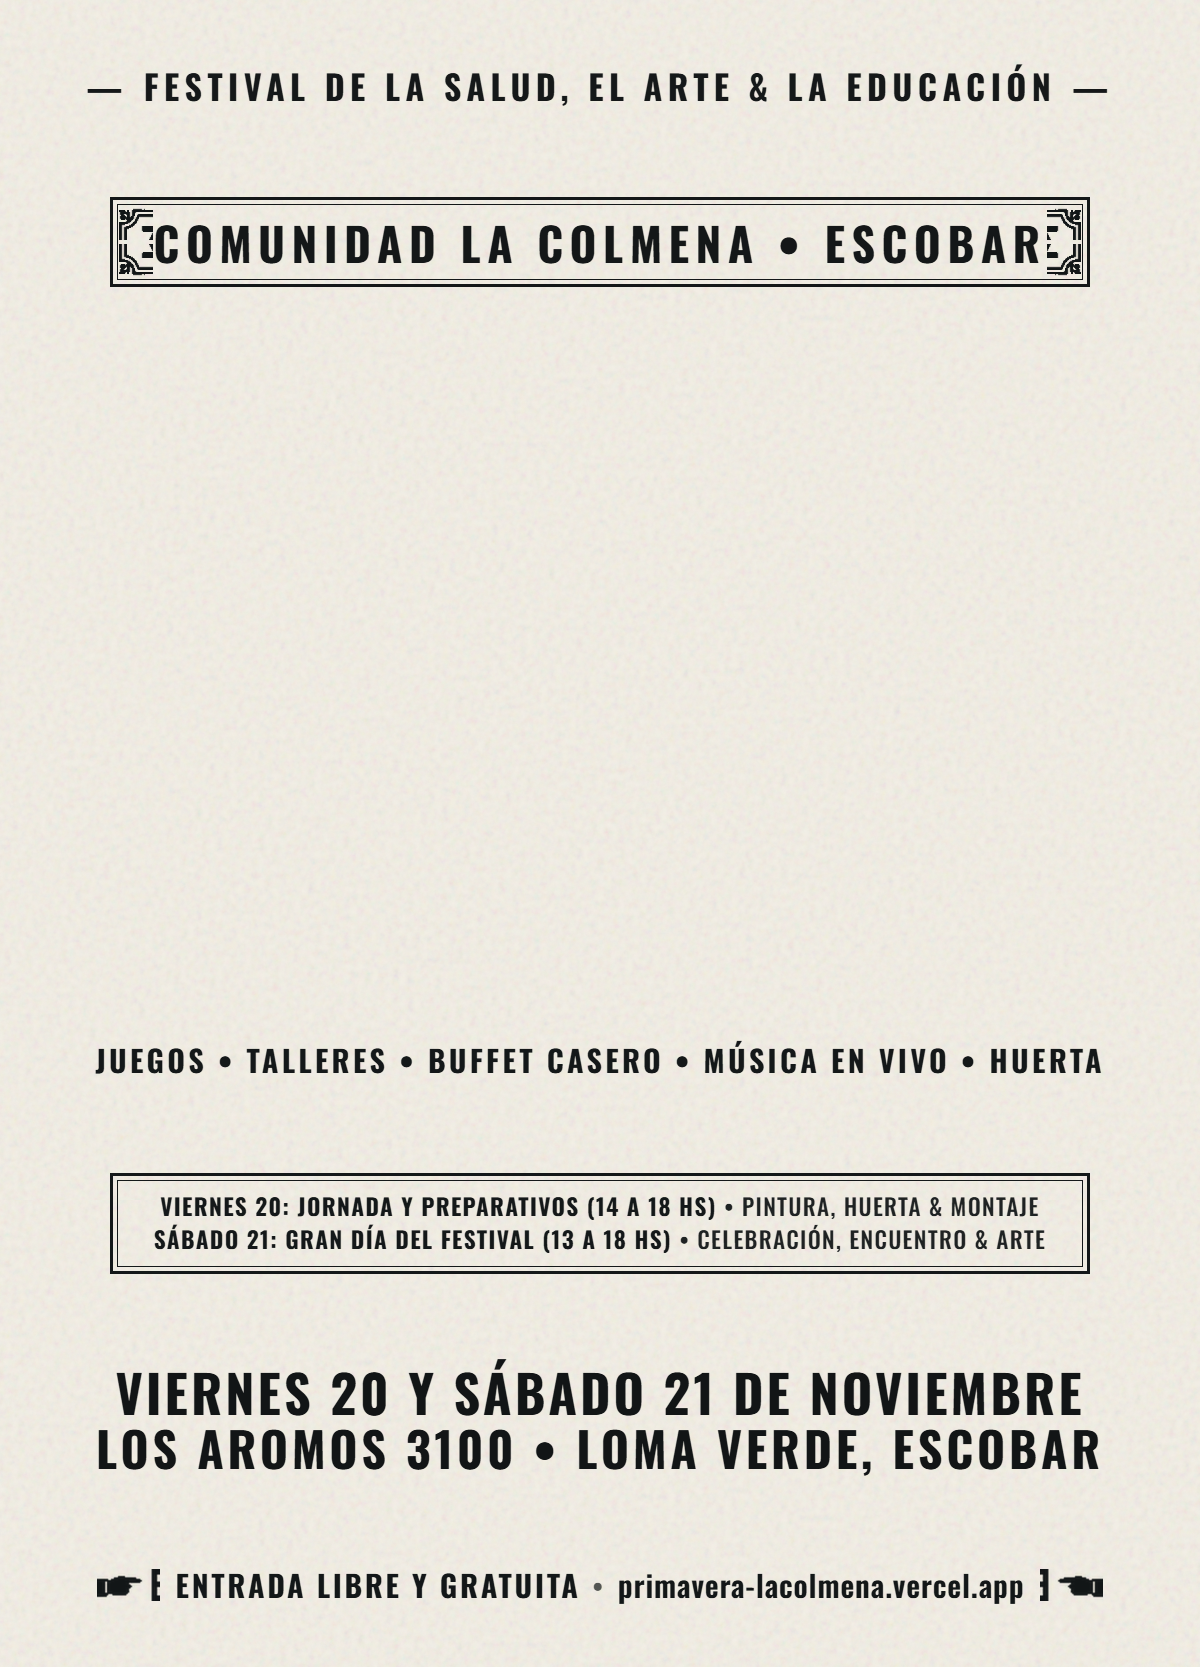 — FESTIVAL DE LA SALUD, EL ARTE & LA EDUCACIÓN —
COMUNIDAD LA COLMENA • ESCOBAR
JUEGOS • TALLERES • BUFFET CASERO • MÚSICA EN VIVO • HUERTA
VIERNES 20: JORNADA Y PREPARATIVOS (14 A 18 HS) • PINTURA, HUERTA & MONTAJE
SÁBADO 21: GRAN DÍA DEL FESTIVAL (13 A 18 HS) • CELEBRACIÓN, ENCUENTRO & ARTE
VIERNES 20 Y SÁBADO 21 DE NOVIEMBRE
LOS AROMOS 3100 • LOMA VERDE, ESCOBAR
ENTRADA LIBRE Y GRATUITA • primavera-lacolmena.vercel.app